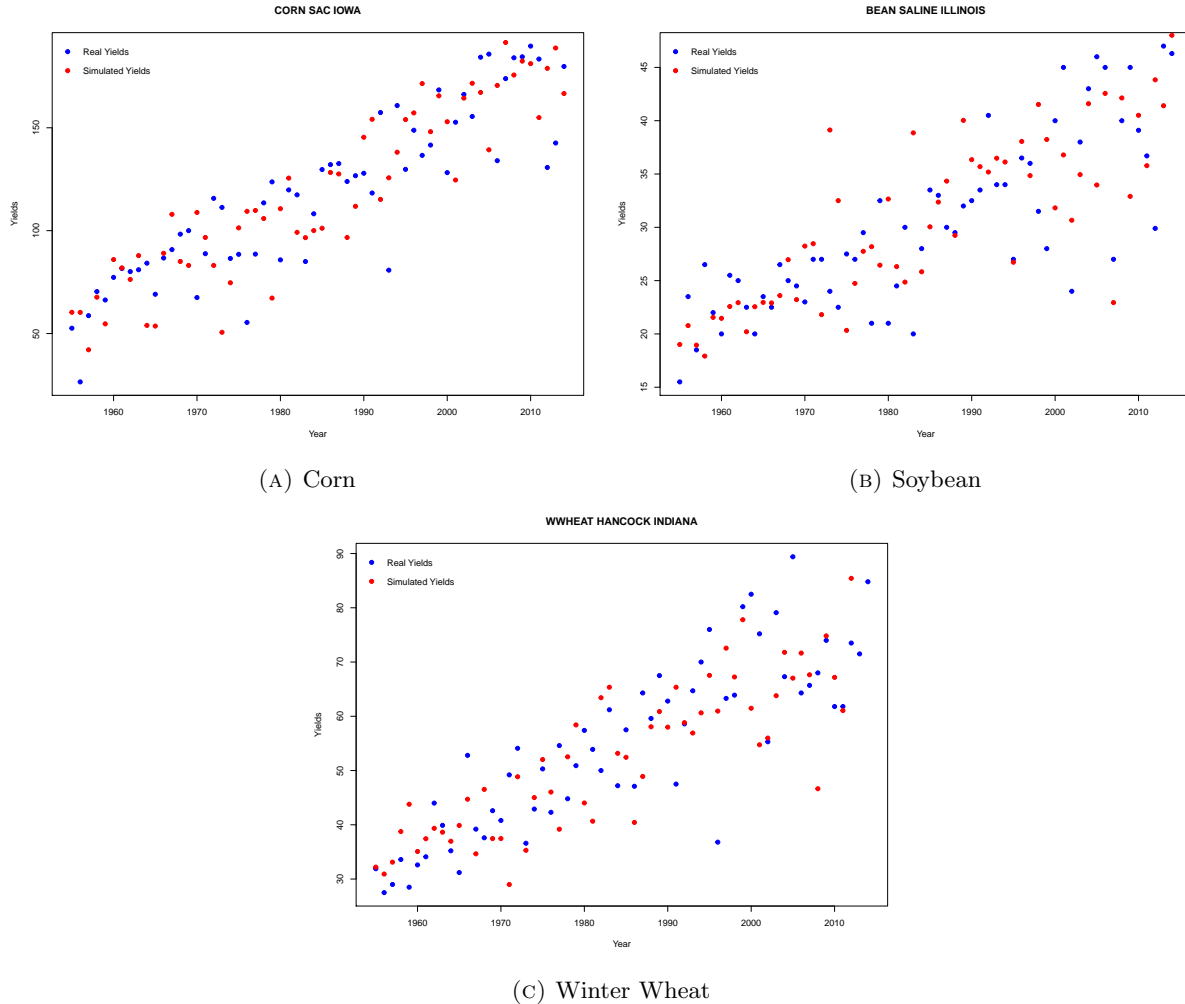 CORN SAC IOWA
Real Yields
Simulated Yields
Yields
150
100
50
1960 1970 1980 1990 2000 2010
Year
(A) Corn
BEAN SALINE ILLINOIS
Real Yields
Simulated Yields
Yields
45
40
35
30
25
20
15
1960 1970 1980 1990 2000 2010
Year
(B) Soybean
WWHEAT HANCOCK INDIANA
Real Yields
Simulated Yields
Yields
90
80
70
60
50
40
30
1960 1970 1980 1990 2000 2010
Year
(C) Winter Wheat